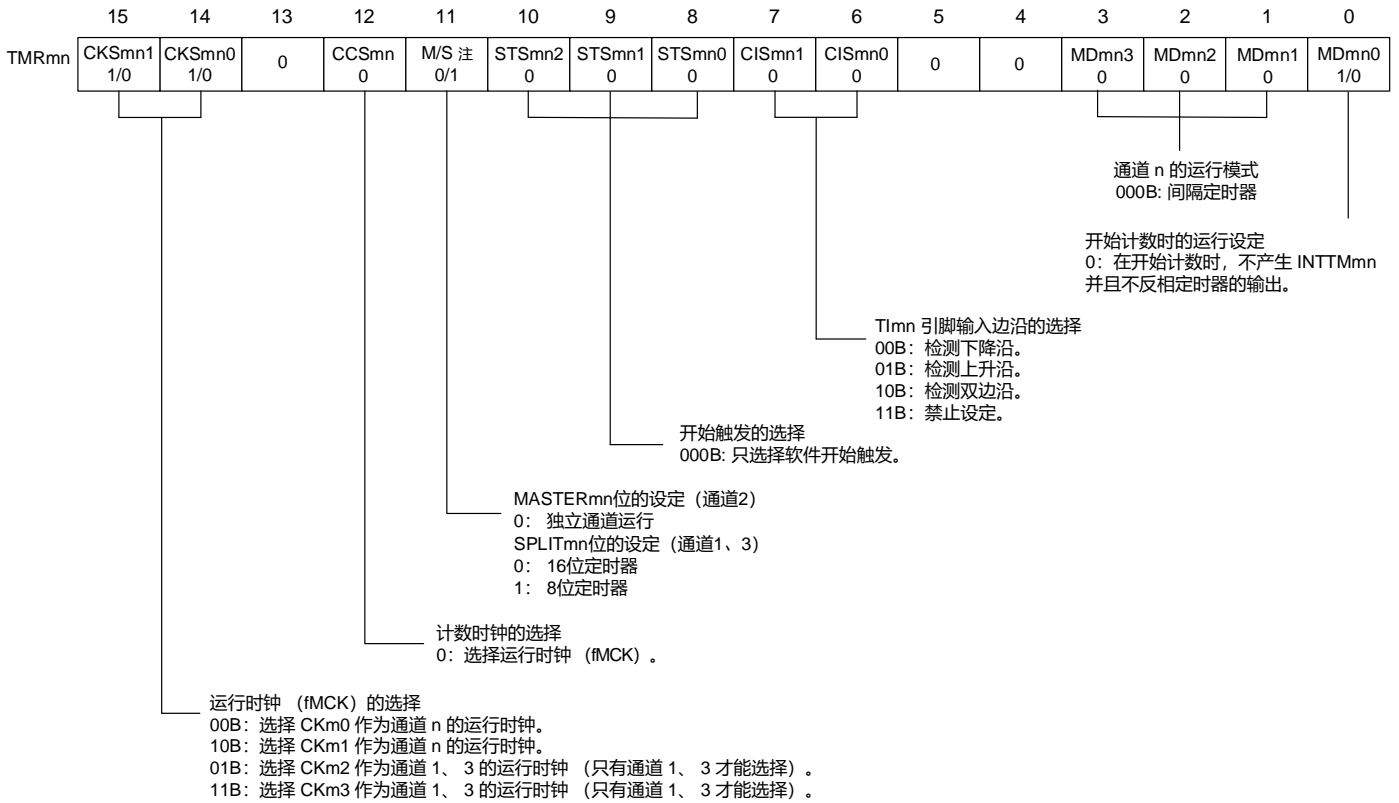 15 14 13 12 11 10 9 8 7 6 5 4 3 2 1 0
TMRmn CKSmn1 CKSmn0 0 CCSmn M/S 注 STSmn2 STSmn1 STSmn0 CISmn1 CISmn0 0 0 MDmn3 MDmn2 MDmn1 MDmn0
1/0 1/0 0 0/1 0 0 0 0 0 0 0 0 1/0
通道 n 的运行模式
000B: 间隔定时器
开始计数时的运行设定
0：在开始计数时，不产生 INTTMmn
并且不反相定时器的输出。
TImn 引脚输入边沿的选择
00B：检测下降沿。
01B：检测上升沿。
10B：检测双边沿。
11B：禁止设定。
开始触发的选择
000B: 只选择软件开始触发。
MASTERmn位的设定（通道2）
0： 独立通道运行
SPLITmn位的设定（通道1、3）
0： 16位定时器
1： 8位定时器
计数时钟的选择
0：选择运行时钟 （fMCK）。
运行时钟 （fMCK）的选择
00B：选择 CKm0 作为通道 n 的运行时钟。
10B：选择 CKm1 作为通道 n 的运行时钟。
01B：选择 CKm2 作为通道 1、 3 的运行时钟 （只有通道 1、 3 才能选择）。
11B：选择 CKm3 作为通道 1、 3 的运行时钟 （只有通道 1、 3 才能选择）。